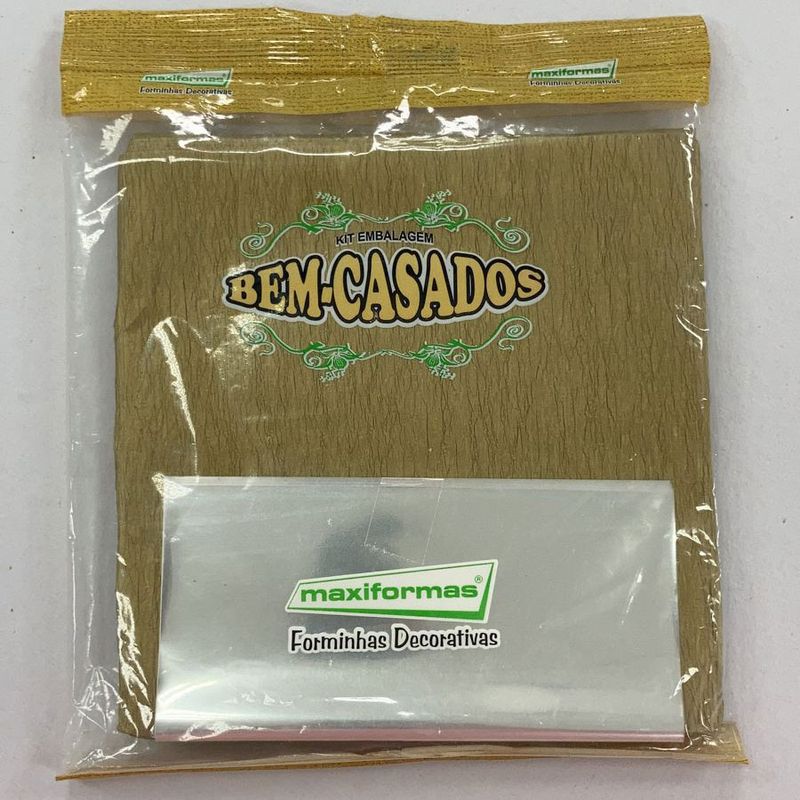 maxiformas
Forminhas Decorativas
maxiformas
Forminhas Decorativas
KIT EMBALAGEM
BEM-CASADOS
maxiformas®
Forminhas Decorativas